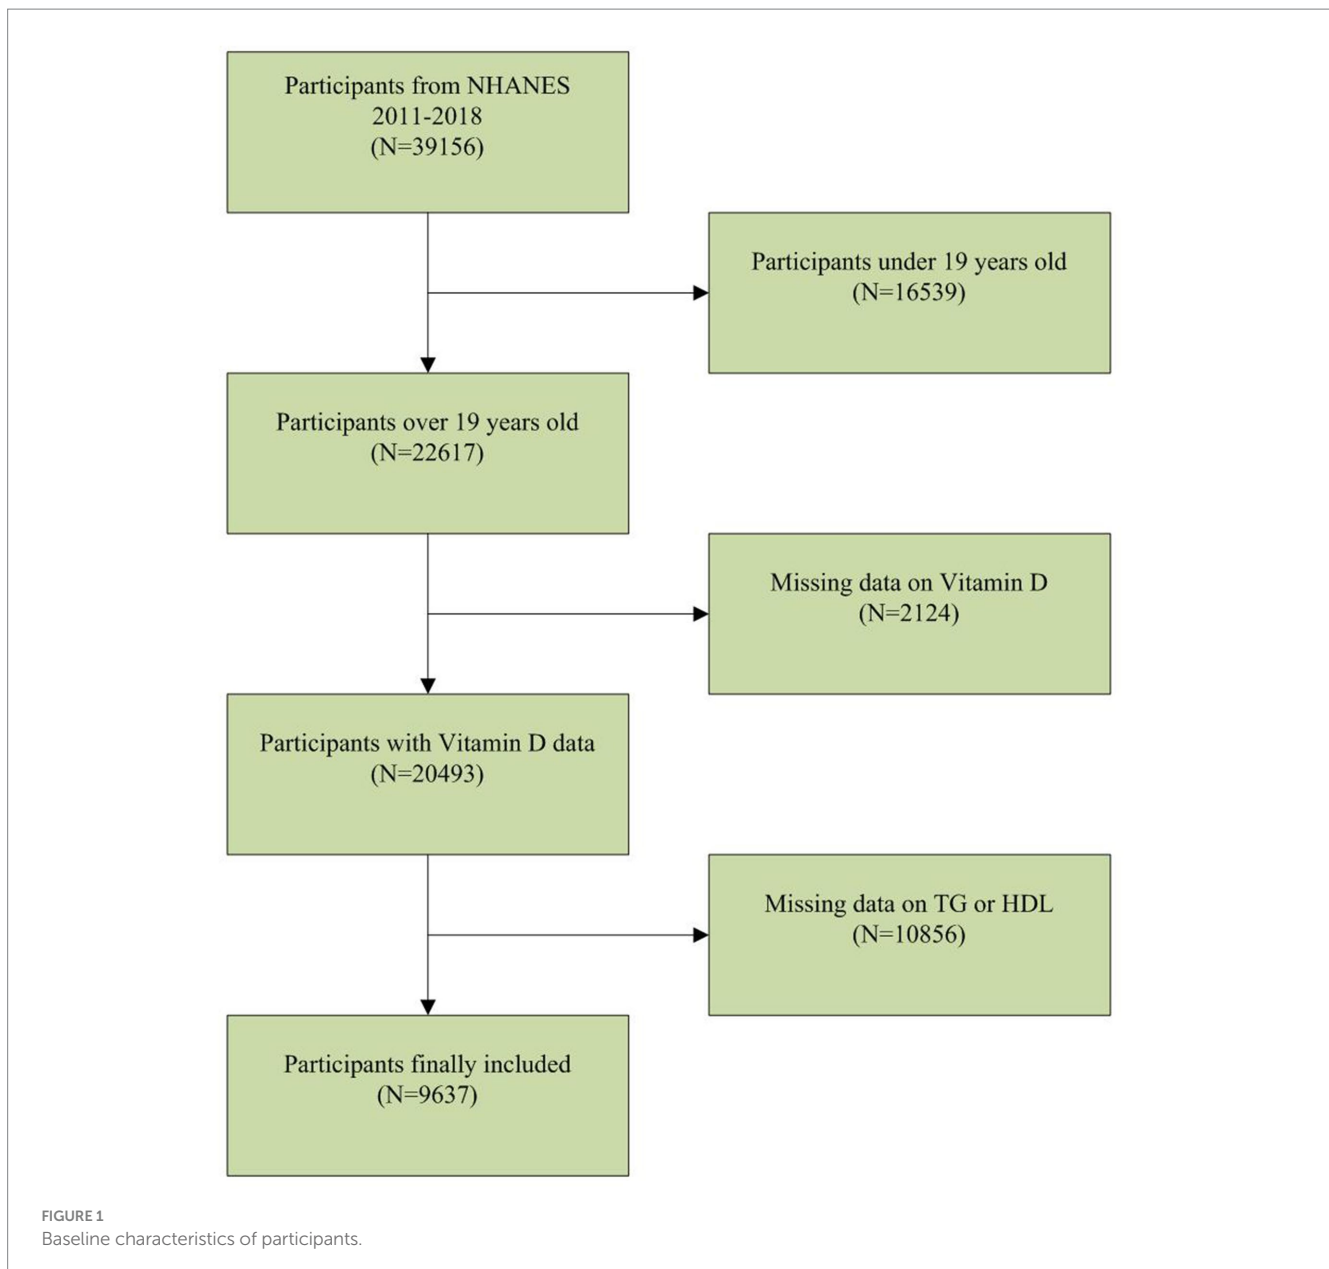 Participants from NHANES
2011-2018
(N=39156)
Participants under 19 years old
(N=16539)
Participants over 19 years old
(N=22617)
Missing data on Vitamin D
(N=2124)
Participants with Vitamin D data
(N=20493)
Missing data on TG or HDL
(N=10856)
Participants finally included
(N=9637)
FIGURE 1
Baseline characteristics of participants.